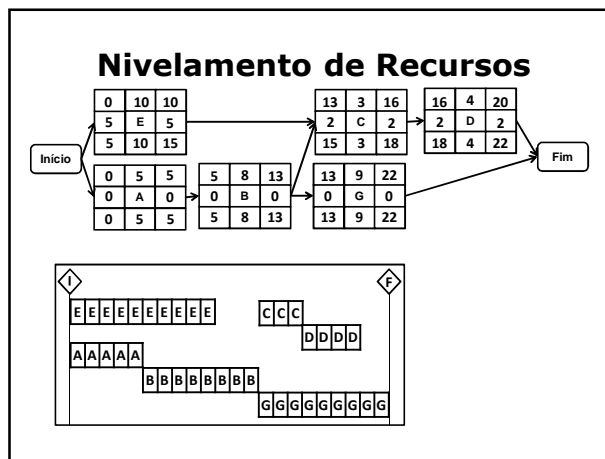 Nivelamento de Recursos
0 10 10
5 E 5
5 10 15
13 3 16
2 C 2
15 3 18
16 4 20
2 D 2
18 4 22
Início
Fim
0 5 5
0 A 0
0 5 5
5 8 13
0 B 0
5 8 13
13 9 22
0 G 0
13 9 22
I F
E E E E E E E E E E C C C
D D D D
A A A A A
B B B B B B B B
G G G G G G G G G